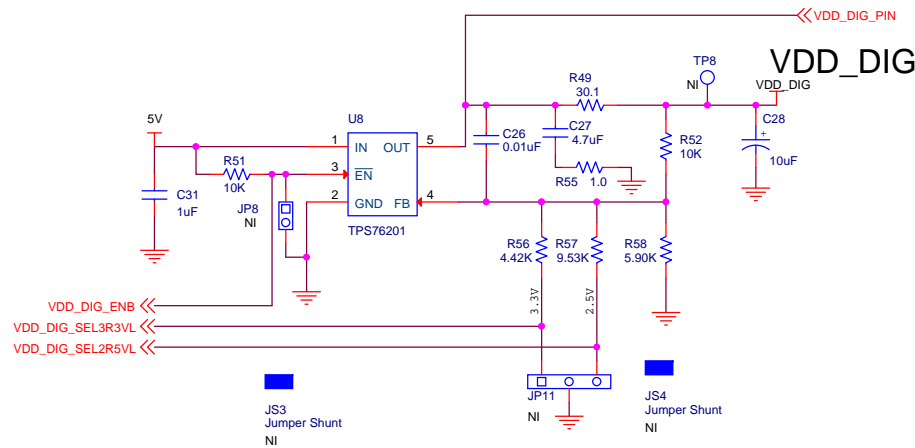 VDD_DIG_PIN
VDD_DIG
TP8
NI
VDD_DIG
R49
30.1
5V
U8
1
IN
OUT
5
C26
0.01uF
C27
4.7uF
R52
10K
C28
+
10uF
R51
10K
3
EN
R55
1.0
C31
1uF
2
GND
FB
4
JP8
NI
TPS76201
R56
4.42K
R57
9.53K
R58
5.90K
3.3V
2.5V
VDD_DIG_ENB
VDD_DIG_SEL3R3VL
VDD_DIG_SEL2R5VL
JS3
Jumper Shunt
NI
JP11
NI
JS4
Jumper Shunt
NI